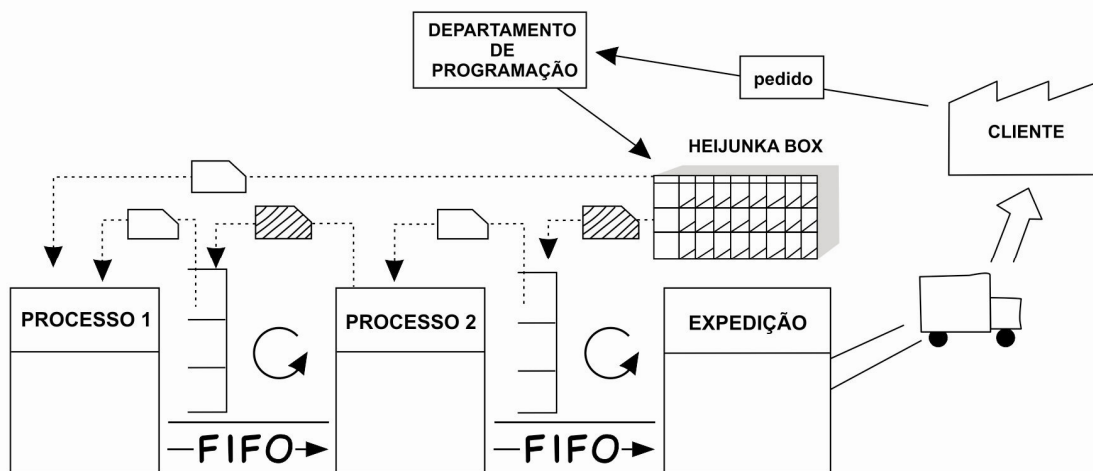 DEPARTAMENTO
DE
PROGRAMAÇÃO
pedido
CLIENTE
HEIJUNKA BOX
PROCESSO 1
PROCESSO 2
EXPEDIÇÃO
FIFO
FIFO